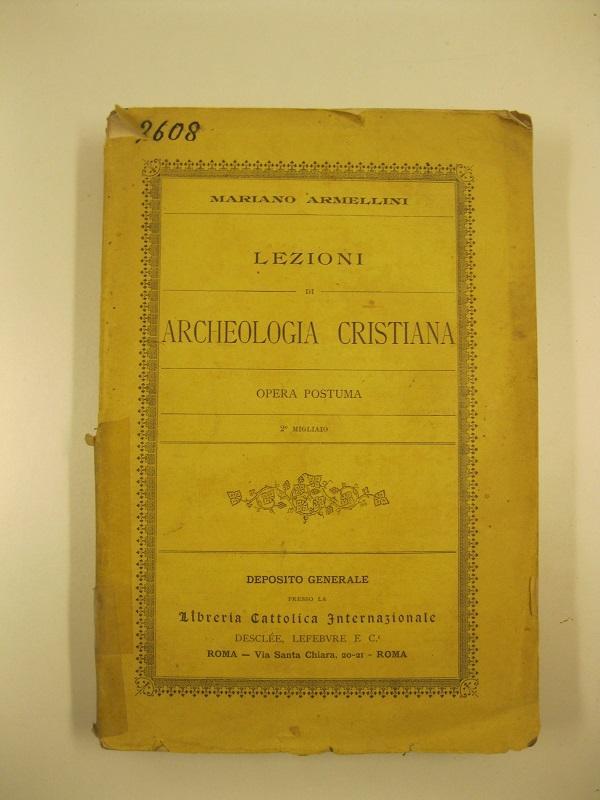 2608
MARIANO ARMELLINI
LEZIONI
DI
ARCHEOLOGIA CRISTIANA
OPERA POSTUMA
2º MIGLIAIO
DEPOSITO GENERALE
PRESSO LA
Libreria Cattolica Internazionale
DESCLÉE, LEFEBVRE E C.ⁱ
ROMA — Via Santa Chiara, 20-21 - ROMA